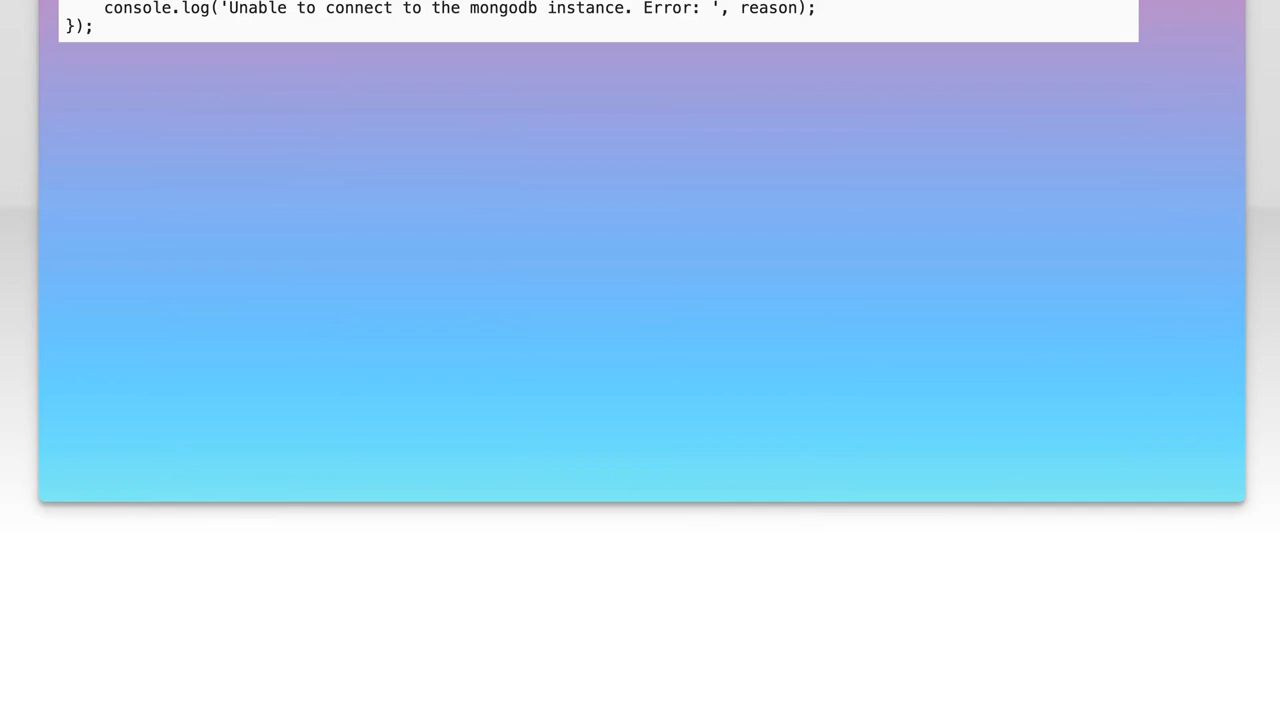 console.log('Unable to connect to the mongodb instance. Error: ', reason);
});